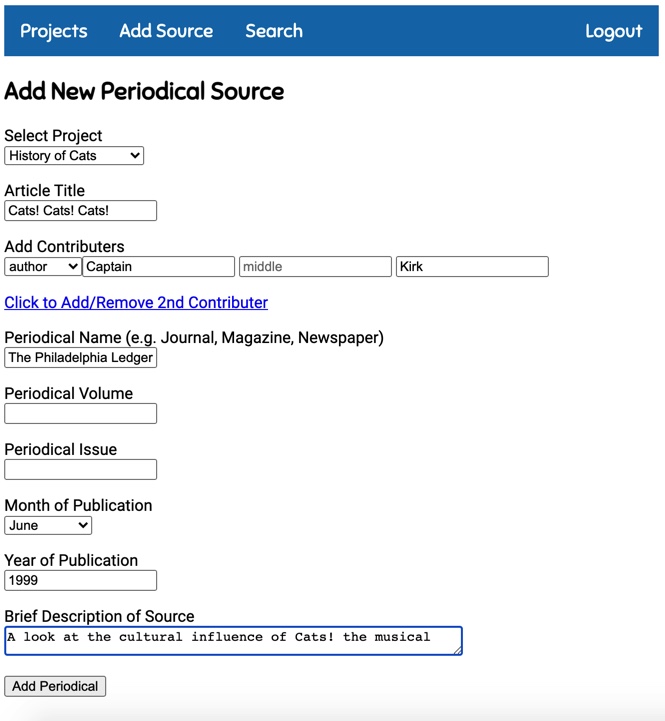 Projects Add Source Search Logout
Add New Periodical Source
Select Project
History of Cats
Article Title
Cats! Cats! Cats!
Add Contributers
author Captain middle Kirk
Click to Add/Remove 2nd Contributer
Periodical Name (e.g. Journal, Magazine, Newspaper)
The Philadelphia Ledger
Periodical Volume
Periodical Issue
Month of Publication
June
Year of Publication
1999
Brief Description of Source
A look at the cultural influence of Cats! the musical
Add Periodical